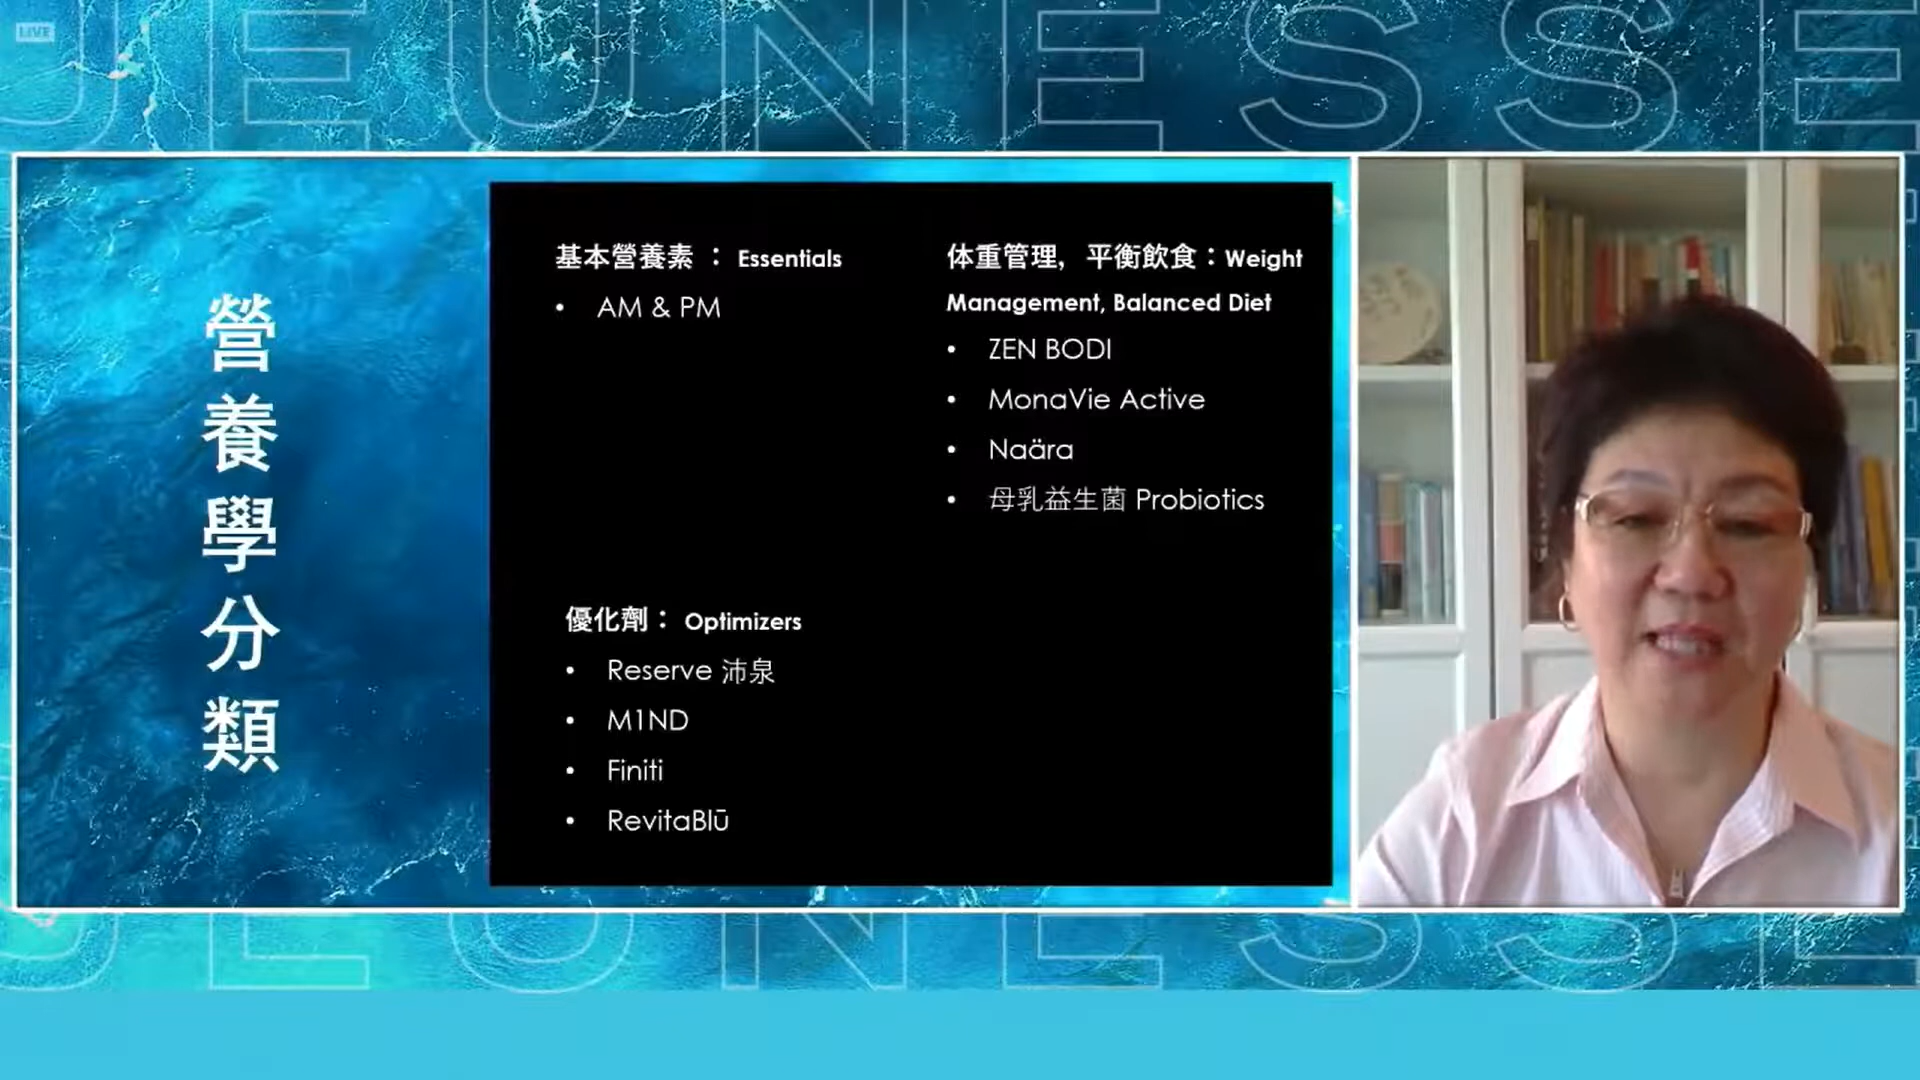 LIVE
JEUNESSE
營養學分類
基本營養素 ： Essentials
• AM & PM
体重管理，平衡飲食：Weight
Management, Balanced Diet
• ZEN BODI
• MonaVie Active
• Naära
• 母乳益生菌 Probiotics
優化劑： Optimizers
• Reserve 沛泉
• M1ND
• Finiti
• RevitaBlū
JEUNESSE